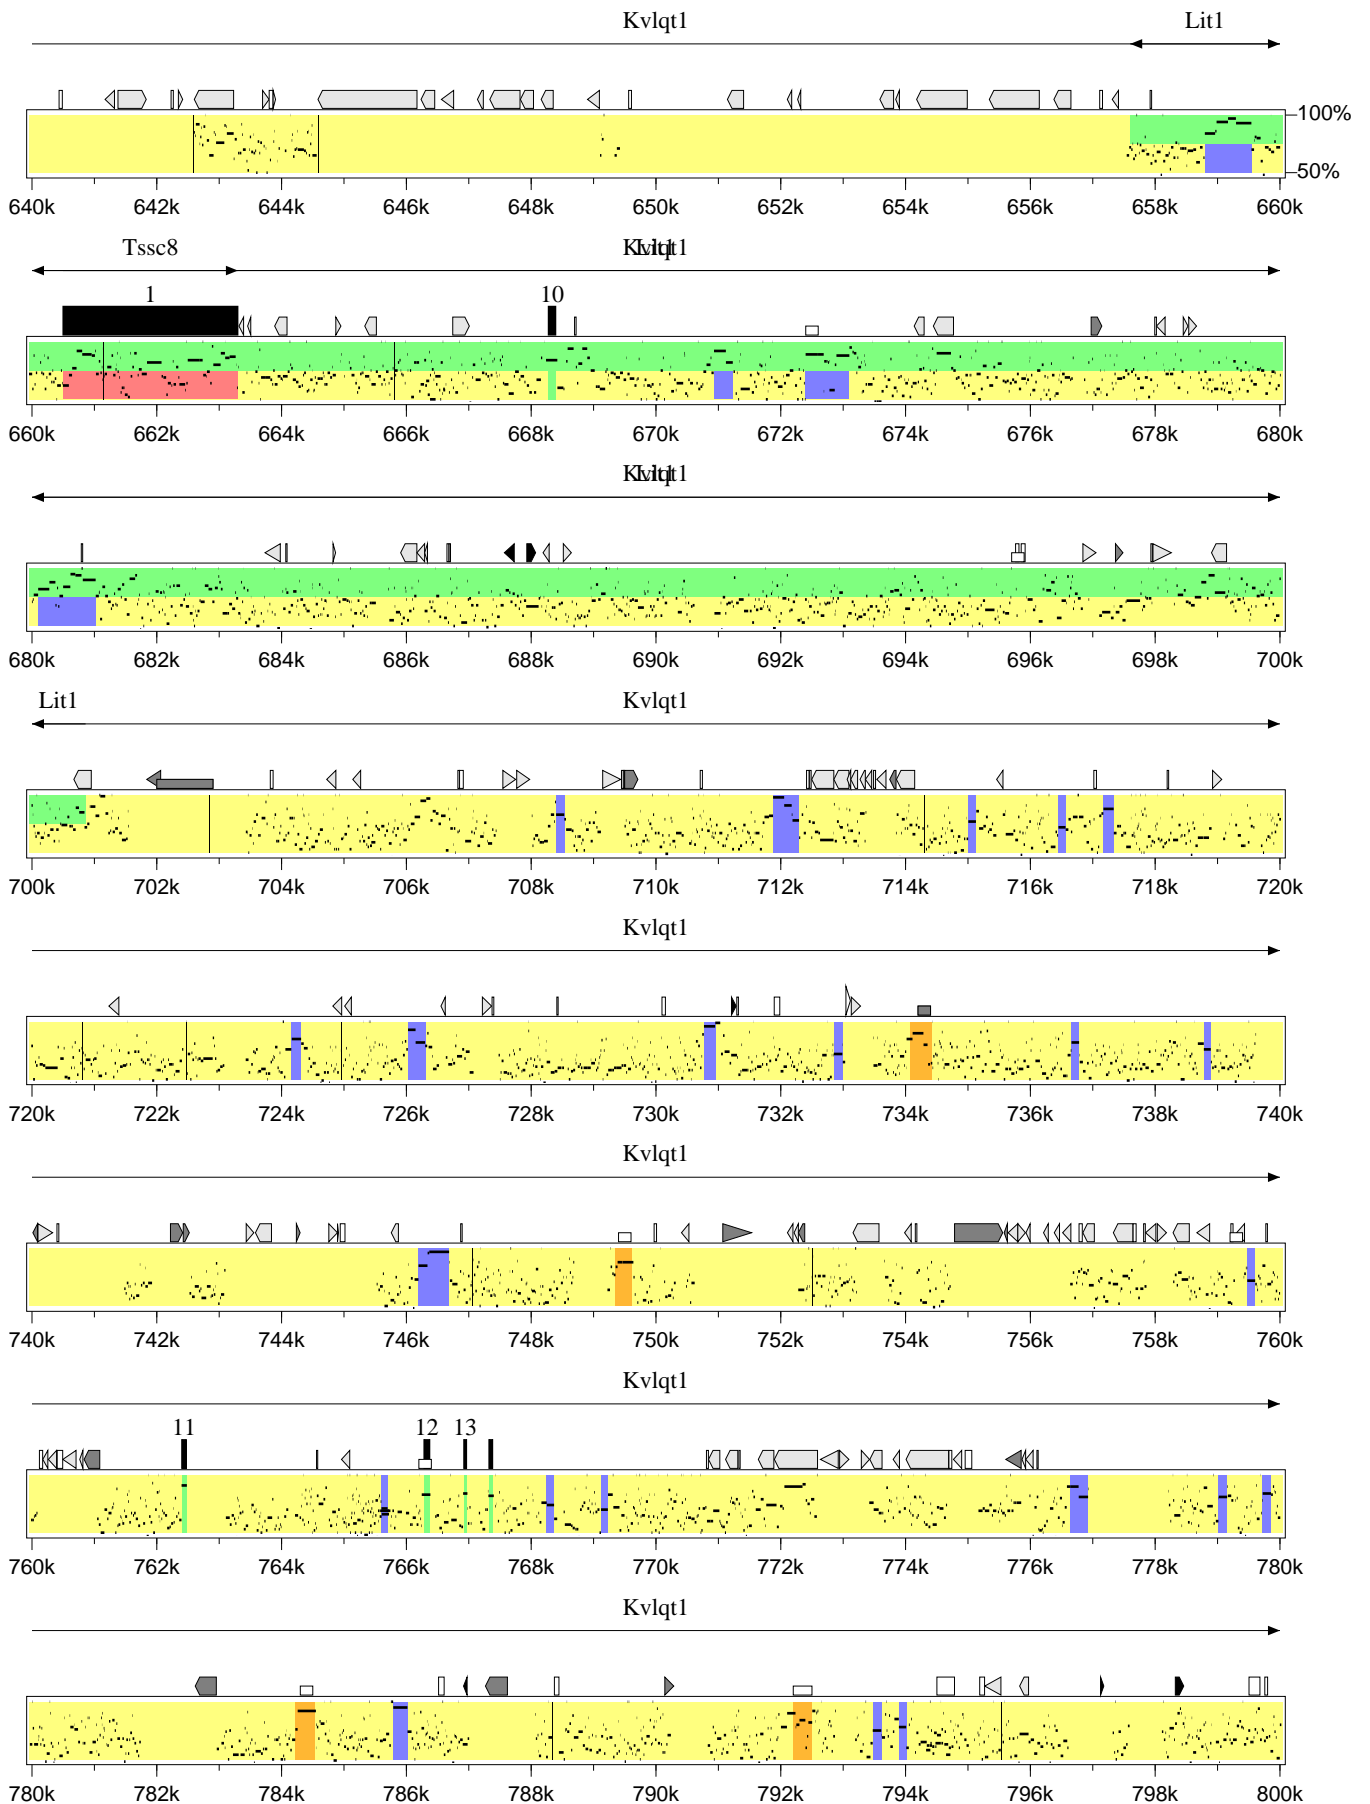 Kvlqt1 Lit1
100%
50%
640k 642k 644k 646k 648k 650k 652k 654k 656k 658k 660k
Tssc8 Kvlqt1
1 10
660k 662k 664k 666k 668k 670k 672k 674k 676k 678k 680k
Kvlqt1
680k 682k 684k 686k 688k 690k 692k 694k 696k 698k 700k
Lit1 Kvlqt1
700k 702k 704k 706k 708k 710k 712k 714k 716k 718k 720k
Kvlqt1
720k 722k 724k 726k 728k 730k 732k 734k 736k 738k 740k
Kvlqt1
740k 742k 744k 746k 748k 750k 752k 754k 756k 758k 760k
Kvlqt1
11 12 13
760k 762k 764k 766k 768k 770k 772k 774k 776k 778k 780k
Kvlqt1
780k 782k 784k 786k 788k 790k 792k 794k 796k 798k 800k